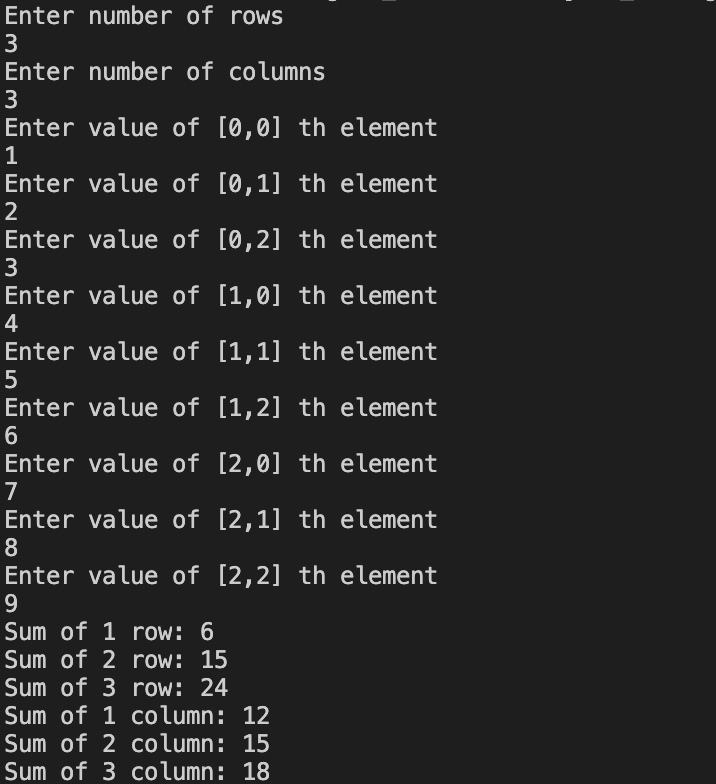 Enter number of rows
3
Enter number of columns
3
Enter value of [0,0] th element
1
Enter value of [0,1] th element
2
Enter value of [0,2] th element
3
Enter value of [1,0] th element
4
Enter value of [1,1] th element
5
Enter value of [1,2] th element
6
Enter value of [2,0] th element
7
Enter value of [2,1] th element
8
Enter value of [2,2] th element
9
Sum of 1 row: 6
Sum of 2 row: 15
Sum of 3 row: 24
Sum of 1 column: 12
Sum of 2 column: 15
Sum of 3 column: 18